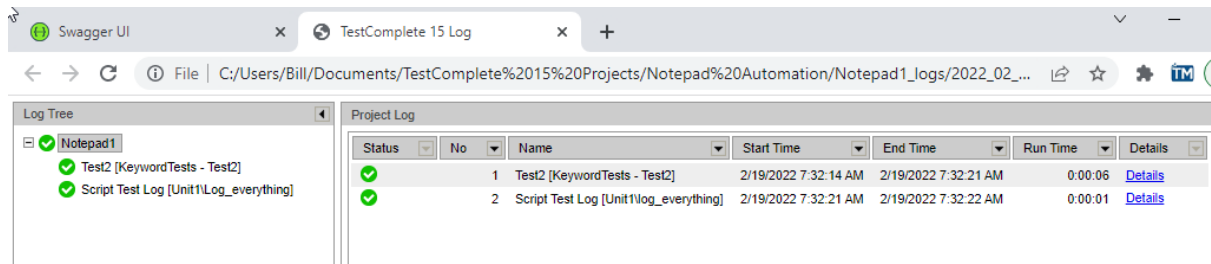 Swagger UI
TestComplete 15 Log
File | C:/Users/Bill/Documents/TestComplete%2015%20Projects/Notepad%20Automation/Notepad1_logs/2022_02_...
TM
Log Tree
Project Log
Notepad1
Test2 [KeywordTests - Test2]
Script Test Log [Unit1\Log_everything]
Status No Name Start Time End Time Run Time Details
1 Test2 [KeywordTests - Test2] 2/19/2022 7:32:14 AM 2/19/2022 7:32:21 AM 0:00:06 Details
2 Script Test Log [Unit1\log_everything] 2/19/2022 7:32:21 AM 2/19/2022 7:32:22 AM 0:00:01 Details